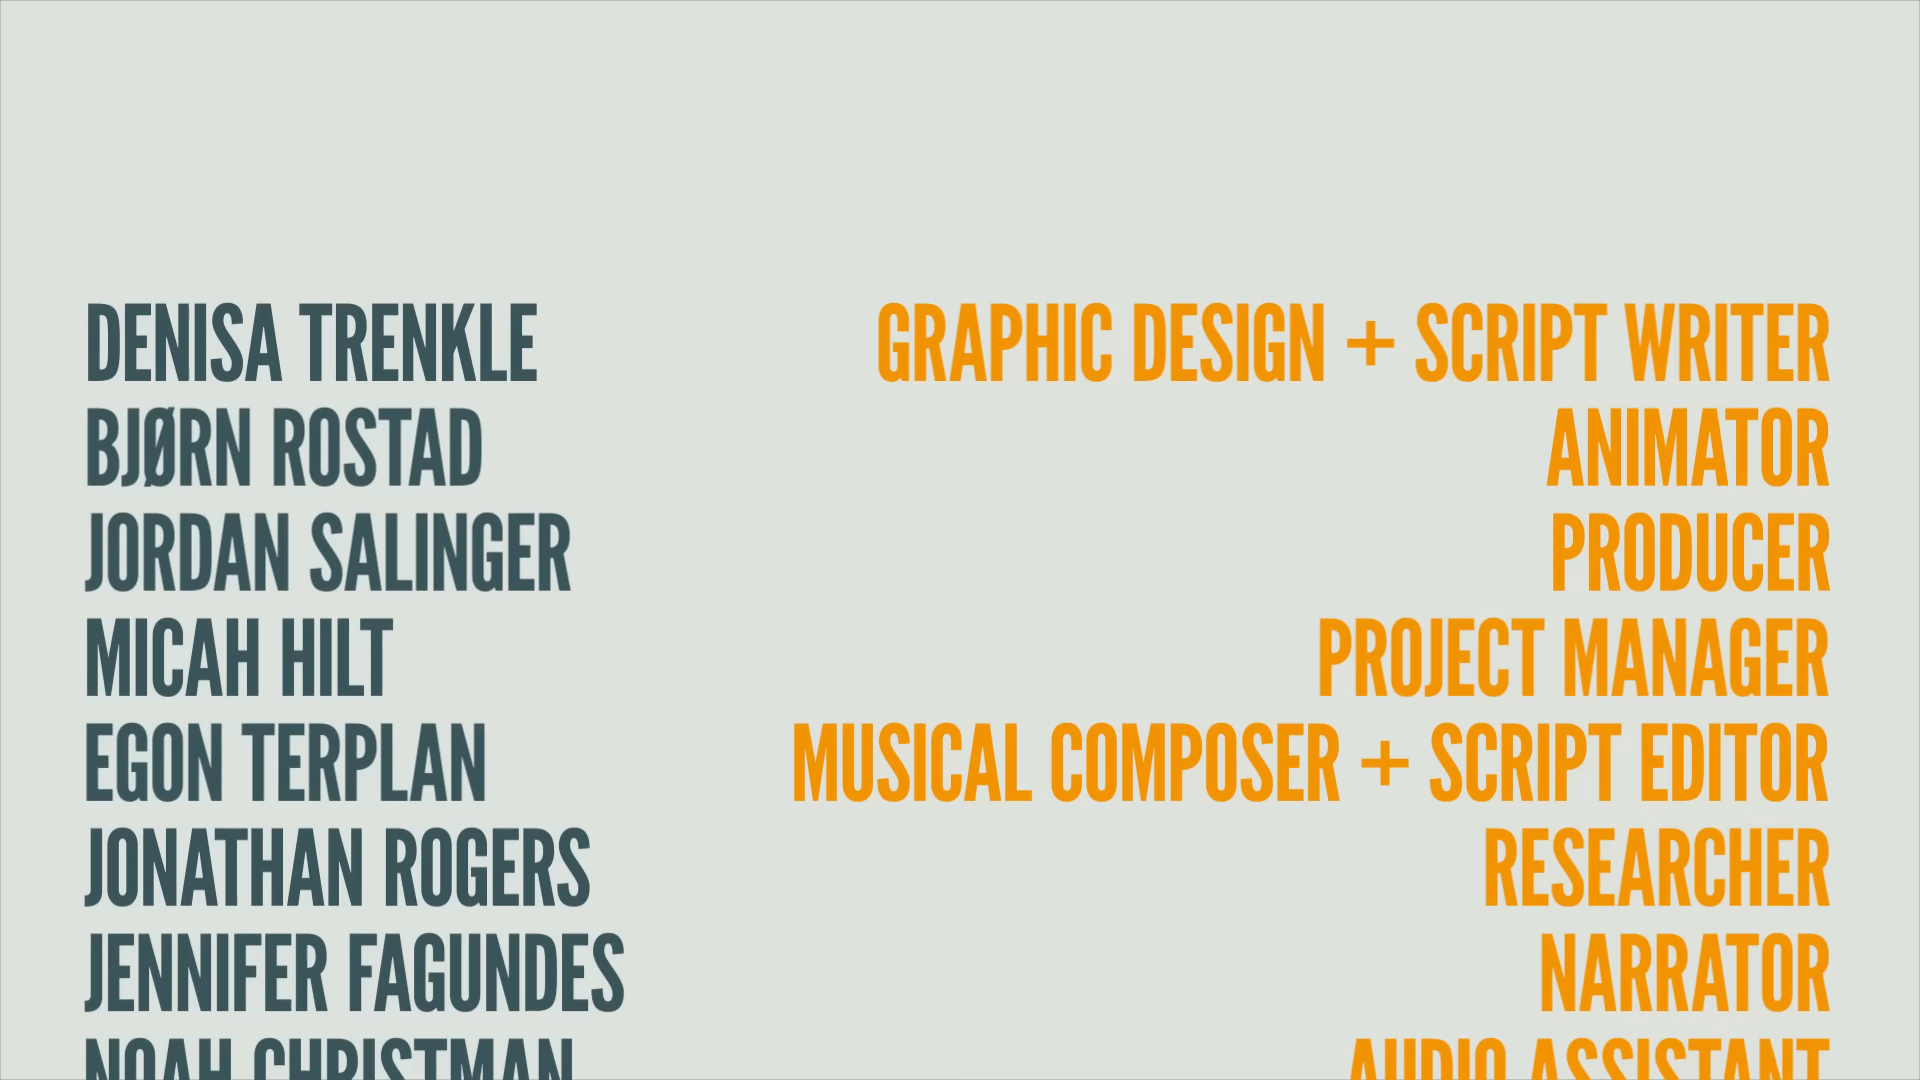 DENISA TRENKLE GRAPHIC DESIGN + SCRIPT WRITER
BJØRN ROSTAD ANIMATOR
JORDAN SALINGER PRODUCER
MICAH HILT PROJECT MANAGER
EGON TERPLAN MUSICAL COMPOSER + SCRIPT EDITOR
JONATHAN ROGERS RESEARCHER
JENNIFER FAGUNDES NARRATOR
NOAH CHRISTMAN AUDIO ASSISTANT